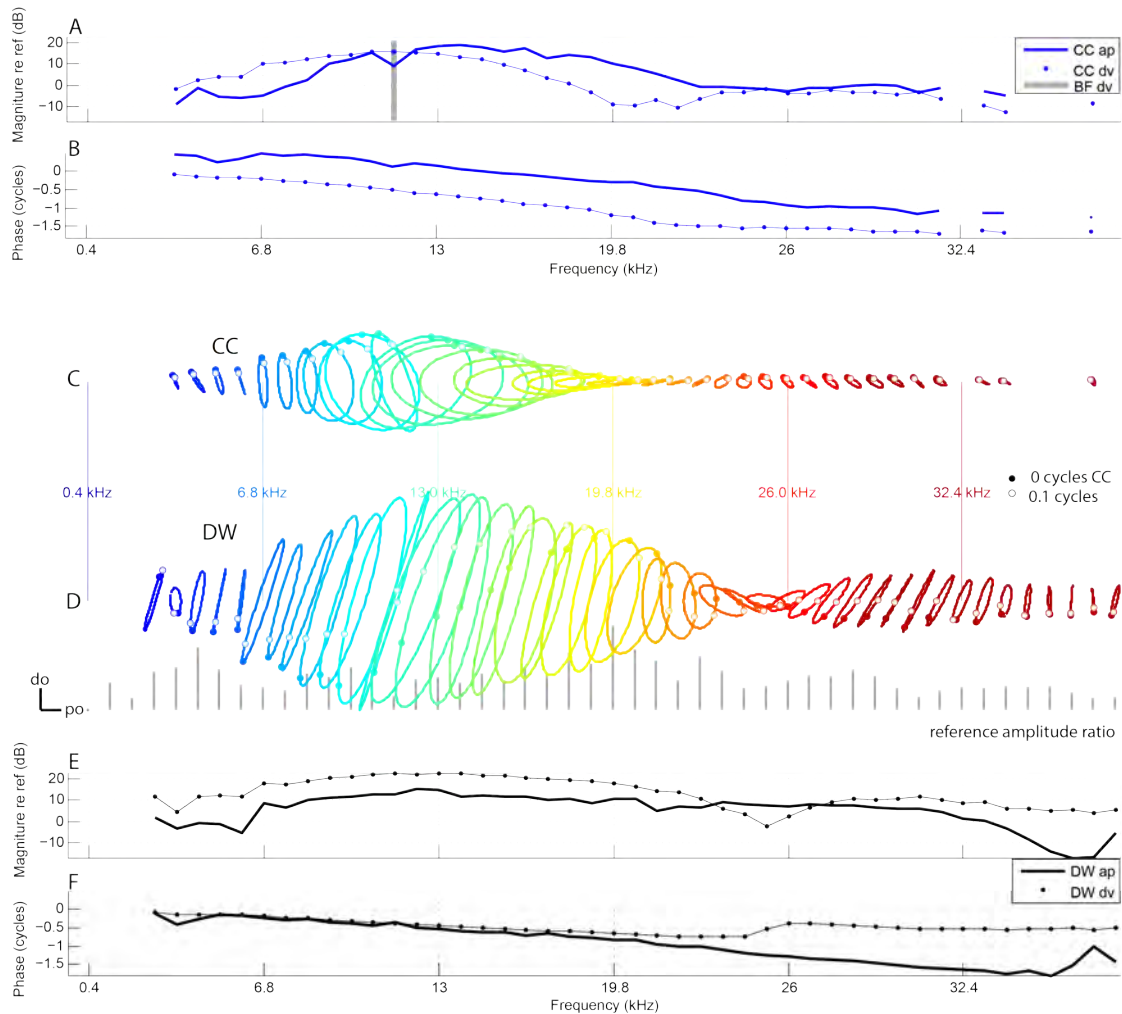 A
Magniture re ref (dB)
20
10
0
−10
CC ap
CC dv
BF dv
B
Phase (cycles)
0
−0.5
−1
−1.5
0.4 6.8 13 19.8 26 32.4
Frequency (kHz)
CC
C
0.4 kHz 6.8 kHz 13.0 kHz 19.8 kHz 26.0 kHz 32.4 kHz
0 cycles CC
0.1 cycles
DW
D
do
po
reference amplitude ratio
E
Magniture re ref (dB)
20
10
0
−10
F
DW ap
DW dv
Phase (cycles)
0
−0.5
−1
−1.5
0.4 6.8 13 19.8 26 32.4
Frequency (kHz)